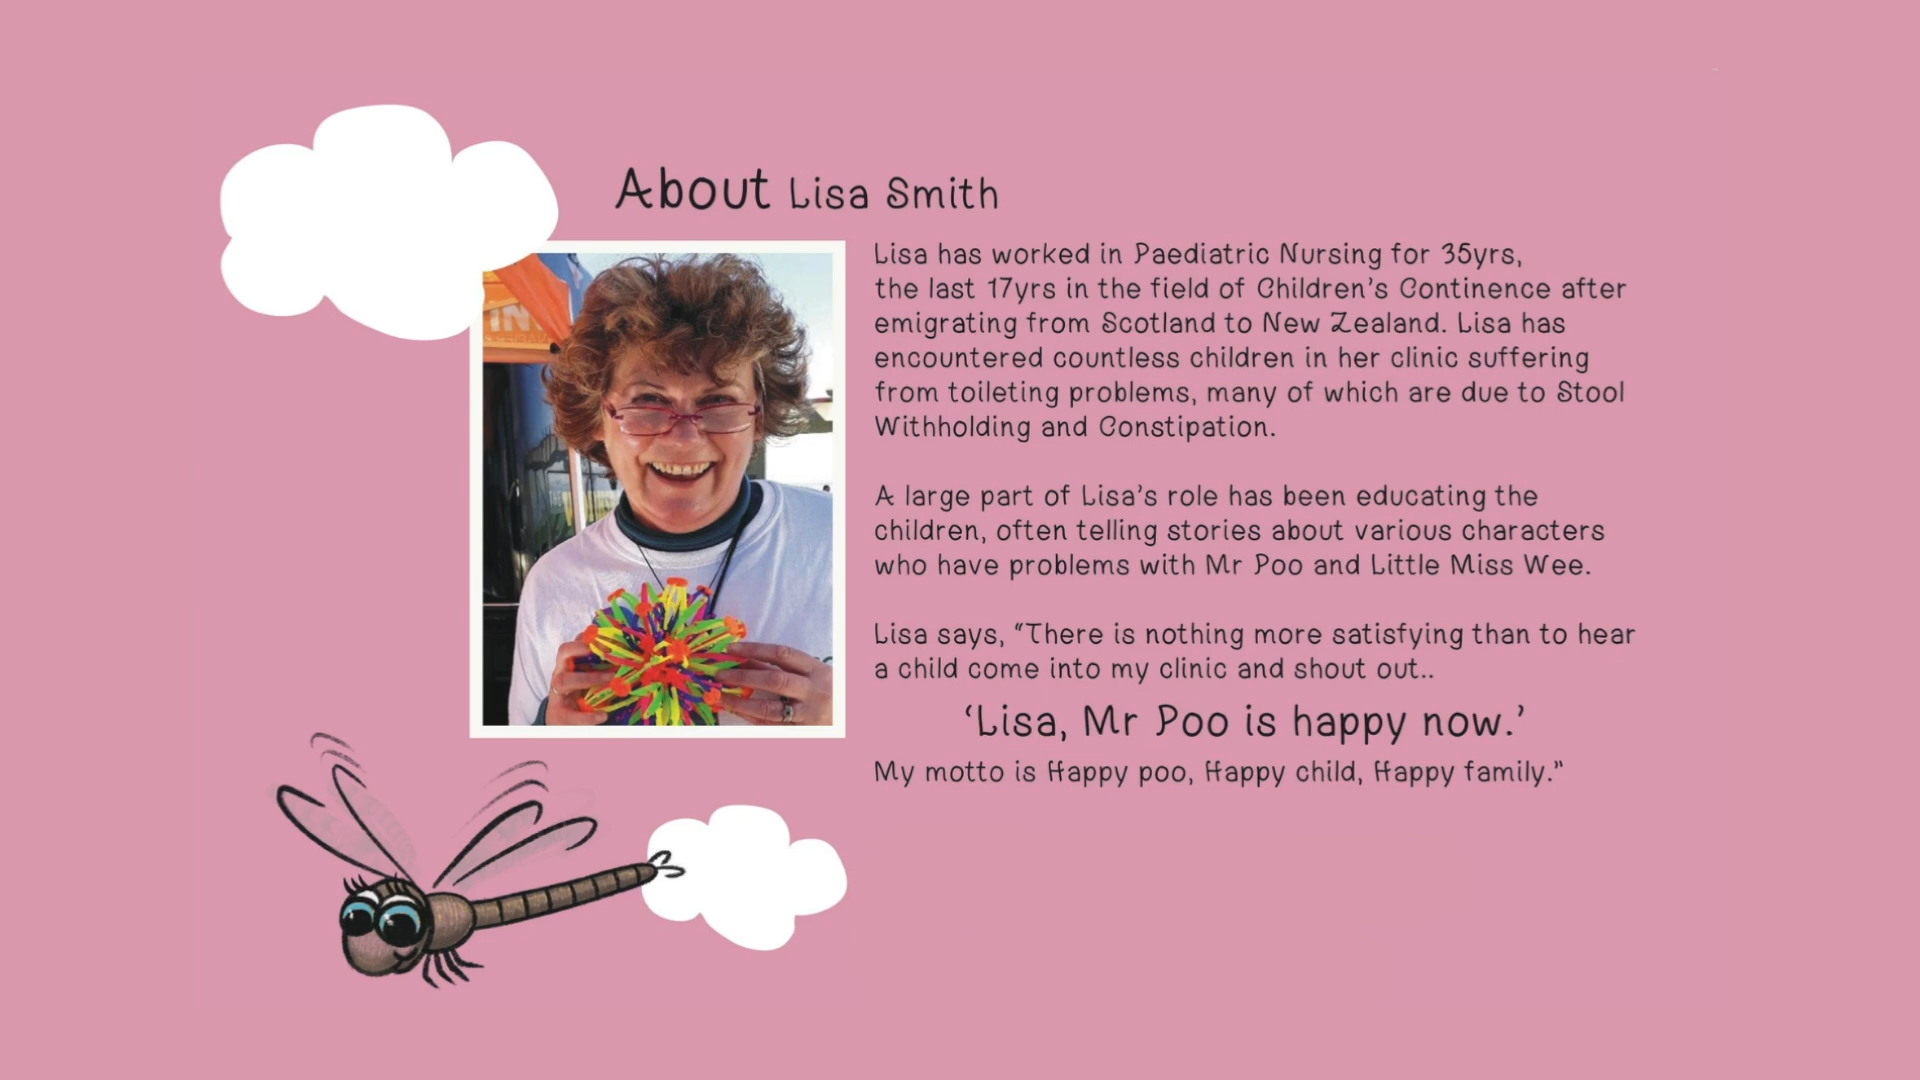 About Lisa Smith
Lisa has worked in Paediatric Nursing for 35yrs,
the last 17yrs in the field of Children's Continence after
emigrating from Scotland to New Zealand. Lisa has
encountered countless children in her clinic suffering
from toileting problems, many of which are due to Stool
Withholding and Constipation.
A large part of Lisa's role has been educating the
children, often telling stories about various characters
who have problems with Mr Poo and Little Miss Wee.
Lisa says, “There is nothing more satisfying than to hear
a child come into my clinic and shout out..
‘Lisa, Mr Poo is happy now.’
My motto is Happy poo, Happy child, Happy family.”